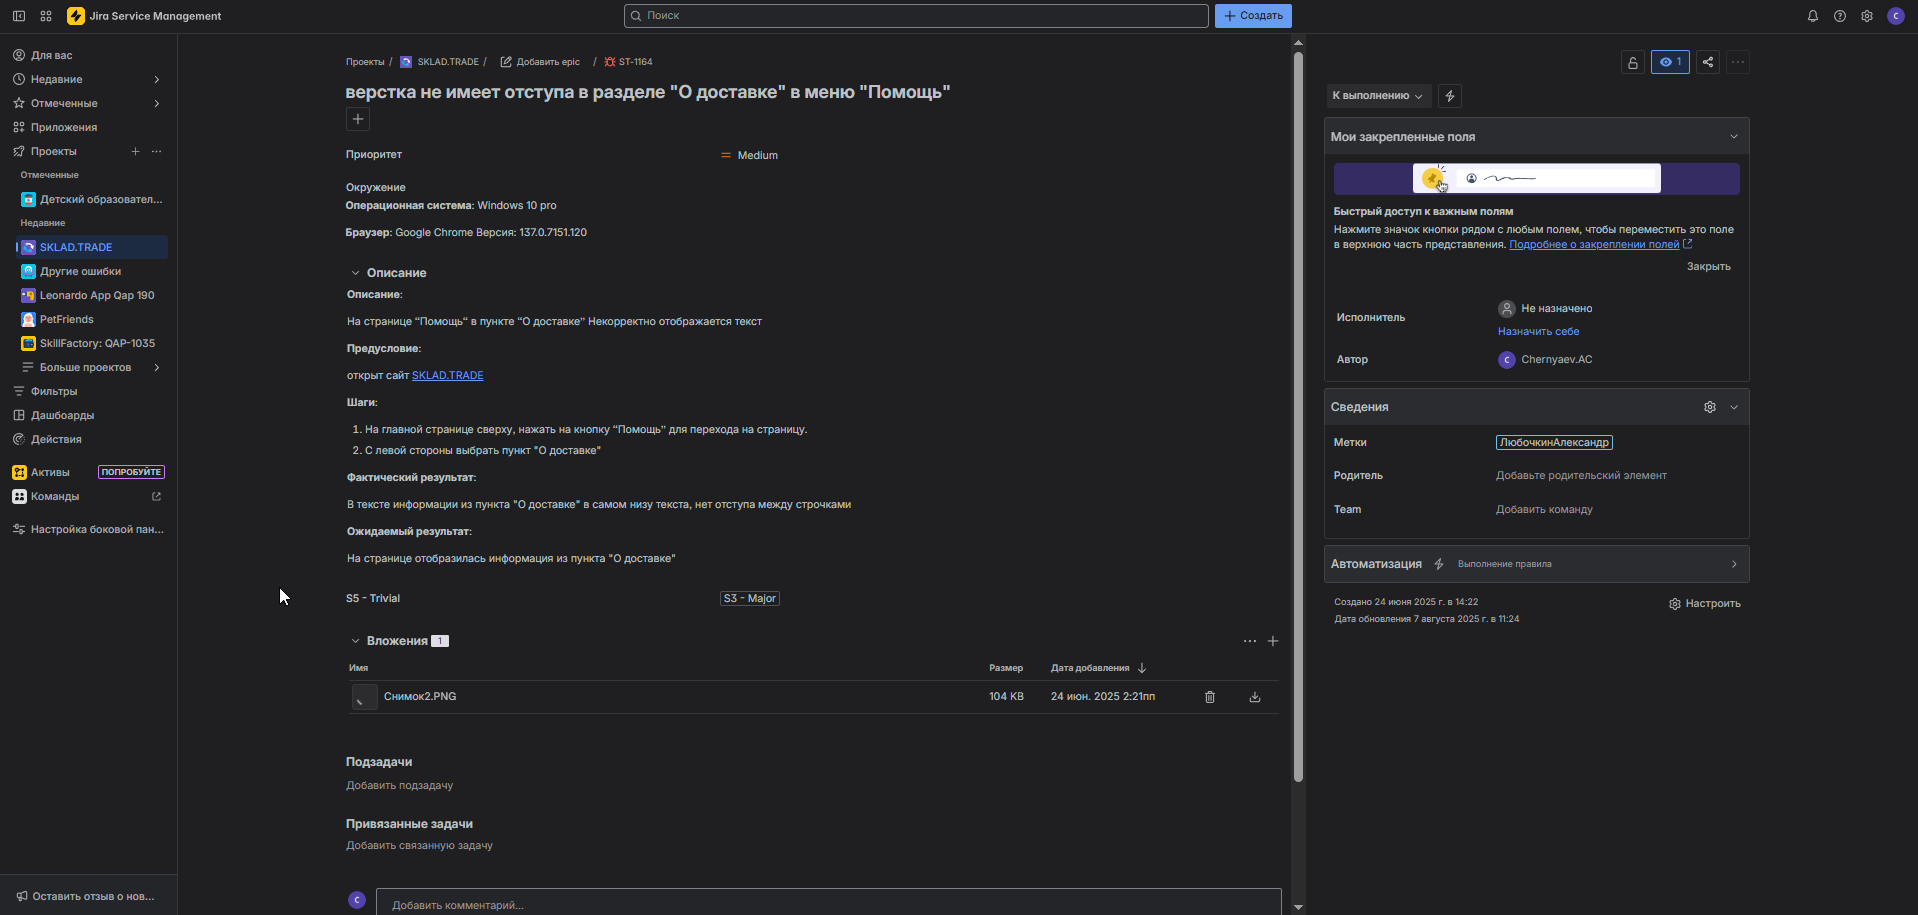 Jira Service Management
Поиск
Создать
C
Для вас
Недавние
Отмеченные
Приложения
Проекты
Отмеченные
Детский образовател...
Недавние
SKLAD.TRADE
Другие ошибки
Leonardo App Qap 190
PetFriends
SkillFactory: QAP-1035
Больше проектов
Фильтры
Дашборды
Действия
Активы ПОПРОБУЙТЕ
Команды
Настройка боковой пан...
Оставить отзыв о нов...
Проекты / SKLAD.TRADE / Добавить epic / ST-1164
верстка не имеет отступа в разделе "О доставке" в меню "Помощь"
Приоритет Medium
Окружение
Операционная система: Windows 10 pro
Браузер: Google Chrome Версия: 137.0.7151.120
Описание
Описание:
На странице “Помощь“ в пункте “О доставке” Некорректно отображается текст
Предусловие:
открыт сайт SKLAD.TRADE
Шаги:
1. На главной странице сверху, нажать на кнопку “Помощь” для перехода на страницу.
2. С левой стороны выбрать пункт "О доставке"
Фактический результат:
В тексте информации из пункта "О доставке" в самом низу текста, нет отступа между строчками
Ожидаемый результат:
На странице отобразилась информация из пункта "О доставке"
S5 - Trivial S3 - Major
Вложения 1
Имя Размер Дата добавления
Снимок2.PNG 104 KB 24 июн. 2025 2:21пп
Подзадачи
Добавить подзадачу
Привязанные задачи
Добавить связанную задачу
C
Добавить комментарий...
1
К выполнению
Мои закрепленные поля
Быстрый доступ к важным полям
Нажмите значок кнопки рядом с любым полем, чтобы переместить это поле
в верхнюю часть представления. Подробнее о закреплении полей
Закрыть
Исполнитель Не назначено
Назначить себе
Автор C Chernyaev.AC
Сведения
Метки ЛюбочкинАлександр
Родитель Добавьте родительский элемент
Team Добавить команду
Автоматизация Выполнение правила
Создано 24 июня 2025 г. в 14:22
Дата обновления 7 августа 2025 г. в 11:24
Настроить